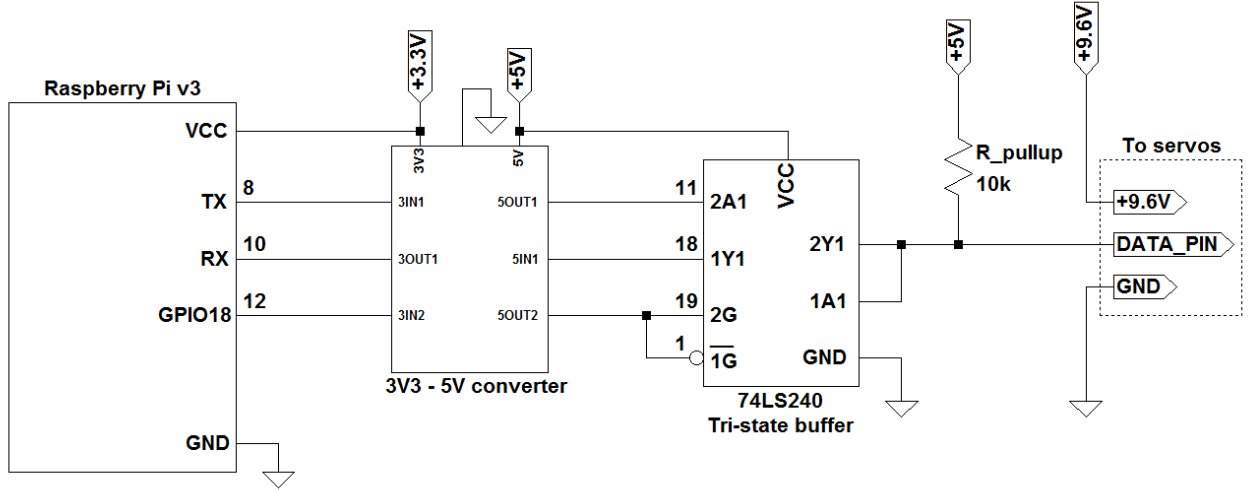 +3.3V
+5V
+5V
+9.6V
Raspberry Pi v3
VCC
TX
8
RX
10
GPIO18
12
GND
3V3
5V
3IN1
5OUT1
3OUT1
5IN1
3IN2
5OUT2
3V3 - 5V converter
VCC
11
2A1
18
1Y1
19
2G
1
1G
2Y1
1A1
GND
74LS240
Tri-state buffer
R_pullup
10k
To servos
+9.6V
DATA_PIN
GND